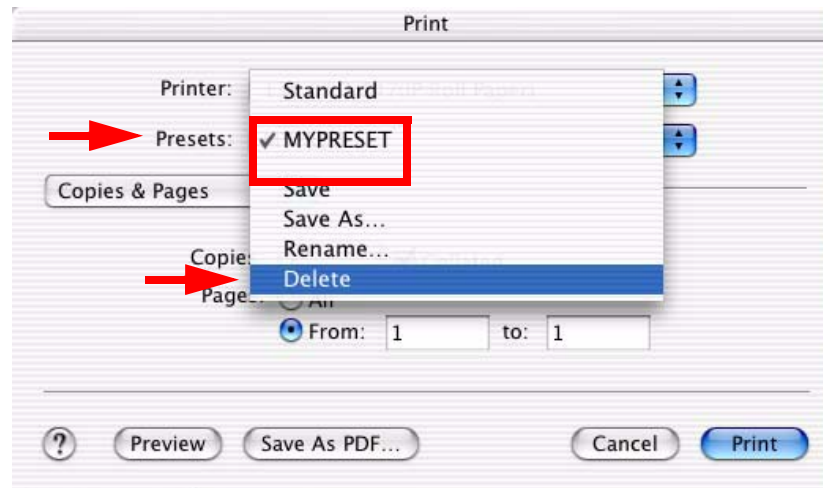 Print
Printer:
Standard
Presets:
✓ MYPRESET
Copies & Pages
Save
Save As...
Copies
Rename...
Delete
Pages:
All
From: 1 to: 1
? Preview Save As PDF... Cancel Print